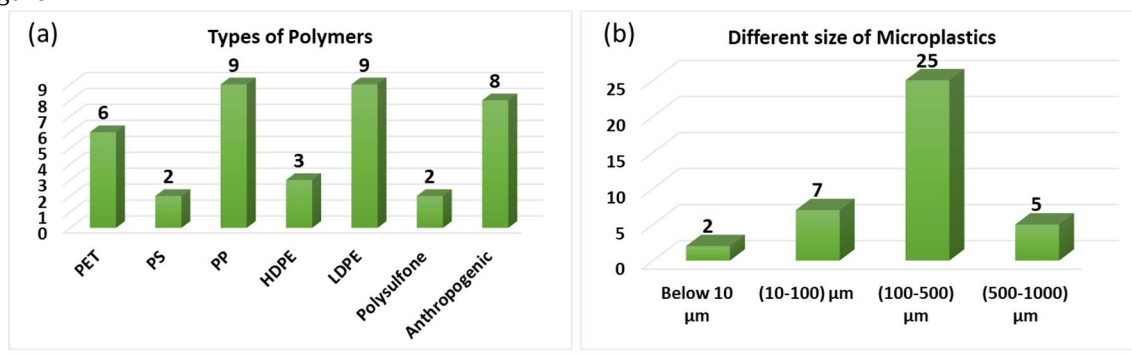 (a)
Types of Polymers
9
8
7
6
5
4
3
2
1
0
6
2
9
3
9
2
8
PET
PS
PP
HDPE
LDPE
Polysulfone
Anthropogenic
(b)
Different size of Microplastics
25
20
15
10
5
0
2
7
25
5
Below 10
µm
(10-100) µm
(100-500)
µm
(500-1000)
µm